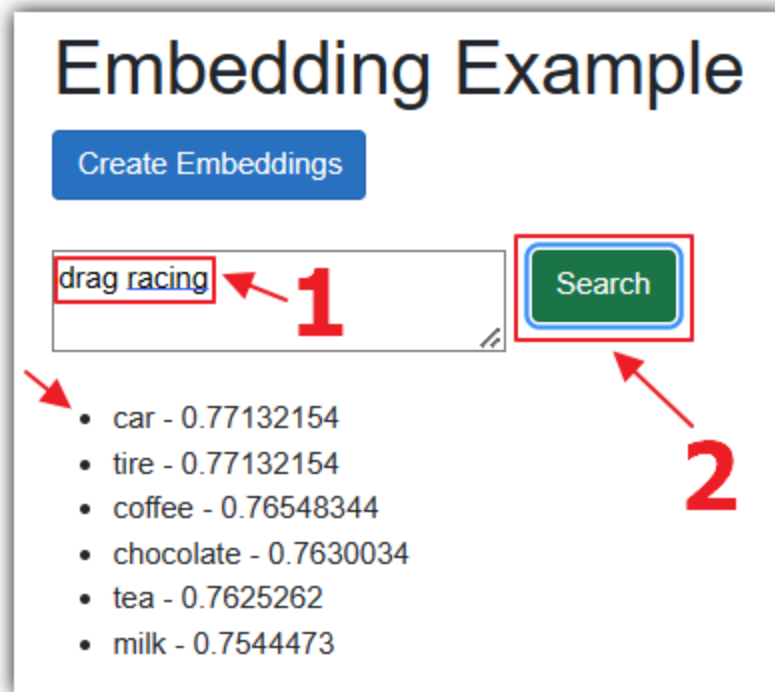 Embedding Example
Create Embeddings
drag racing
1
Search
2
car - 0.77132154
tire - 0.77132154
coffee - 0.76548344
chocolate - 0.7630034
tea - 0.7625262
milk - 0.7544473